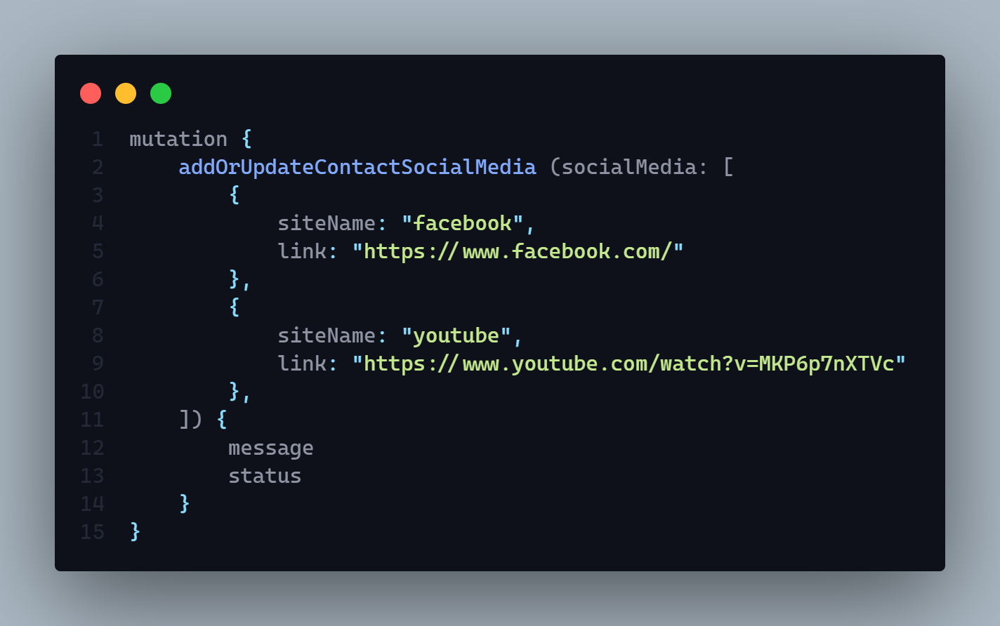 1 mutation {
2     addOrUpdateContactSocialMedia (socialMedia: [
3         {
4             siteName: "facebook",
5             link: "https://www.facebook.com/"
6         },
7         {
8             siteName: "youtube",
9             link: "https://www.youtube.com/watch?v=MKP6p7nXTVc"
10         },
11     ]) {
12         message
13         status
14     }
15 }